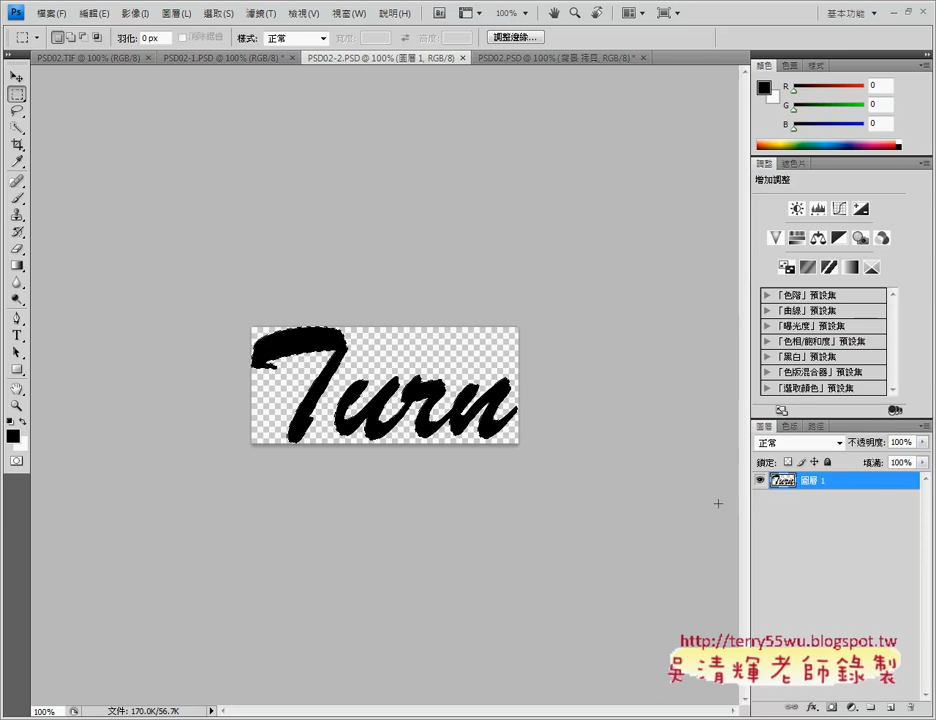 Ps 檔案(F) 編輯(E) 影像(I) 圖層(L) 選取(S) 濾鏡(T) 檢視(V) 視窗(W) 說明(H) Br 100% 基本功能
羽化: 0 px 消除鋸齒 樣式: 正常 寬度: 高度: 調整邊緣...
PSD02.TIF @ 100% (RGB/8) PSD02-1.PSD @ 100% (RGB/8) * PSD02-2.PSD @ 100% (圖層 1, RGB/8) PSD02.PSD @ 100% (背景 拷貝, RGB/8) *
顏色 色票 樣式
R 0
G 0
B 0
調整 遮色片
增加調整
「色階」預設集
「曲線」預設集
「曝光度」預設集
「色相/飽和度」預設集
「黑白」預設集
「色版混合器」預設集
「選取顏色」預設集
Turn
圖層 色版 路徑
正常 不透明度: 100%
鎖定: 填滿: 100%
圖層 1
http://terry55wu.blogspot.tw
吳清輝老師錄製
100% 文件: 170.0K/56.7K